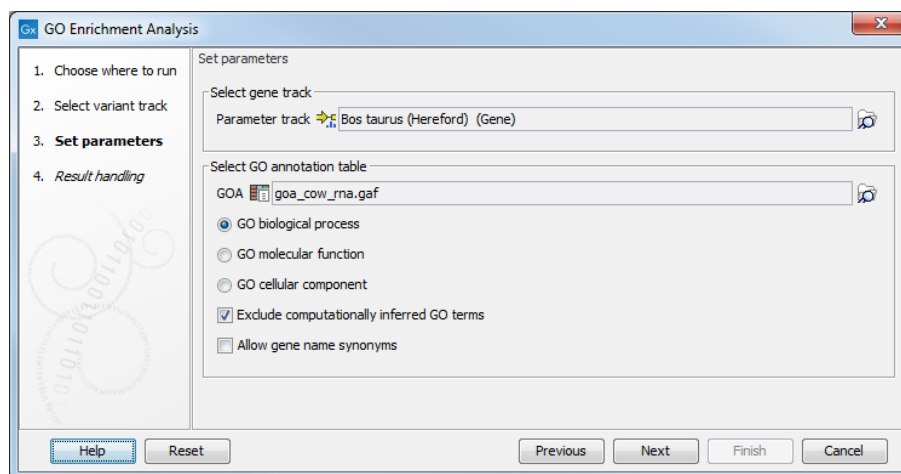 Gx GO Enrichment Analysis
1. Choose where to run
2. Select variant track
3. Set parameters
4. Result handling
Set parameters
Select gene track
Parameter track Bos taurus (Hereford) (Gene)
Select GO annotation table
GOA goa_cow_rna.gaf
GO biological process
GO molecular function
GO cellular component
Exclude computationally inferred GO terms
Allow gene name synonyms
Help Reset Previous Next Finish Cancel